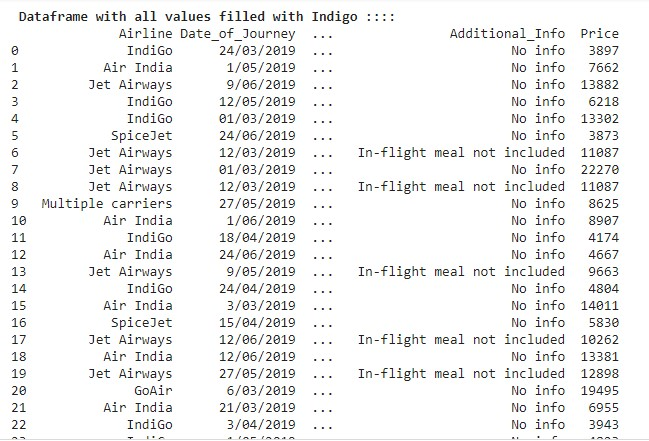 Dataframe with all values filled with Indigo ::::
Airline Date_of_Journey ... Additional_Info Price
0 IndiGo 24/03/2019 ... No info 3897
1 Air India 1/05/2019 ... No info 7662
2 Jet Airways 9/06/2019 ... No info 13882
3 IndiGo 12/05/2019 ... No info 6218
4 IndiGo 01/03/2019 ... No info 13302
5 SpiceJet 24/06/2019 ... No info 3873
6 Jet Airways 12/03/2019 ... In-flight meal not included 11087
7 Jet Airways 01/03/2019 ... No info 22270
8 Jet Airways 12/03/2019 ... In-flight meal not included 11087
9 Multiple carriers 27/05/2019 ... No info 8625
10 Air India 1/06/2019 ... No info 8907
11 IndiGo 18/04/2019 ... No info 4174
12 Air India 24/06/2019 ... No info 4667
13 Jet Airways 9/05/2019 ... In-flight meal not included 9663
14 IndiGo 24/04/2019 ... No info 4804
15 Air India 3/03/2019 ... No info 14011
16 SpiceJet 15/04/2019 ... No info 5830
17 Jet Airways 12/06/2019 ... In-flight meal not included 10262
18 Air India 12/06/2019 ... No info 13381
19 Jet Airways 27/05/2019 ... In-flight meal not included 12898
20 GoAir 6/03/2019 ... No info 19495
21 Air India 21/03/2019 ... No info 6955
22 IndiGo 3/04/2019 ... No info 3943